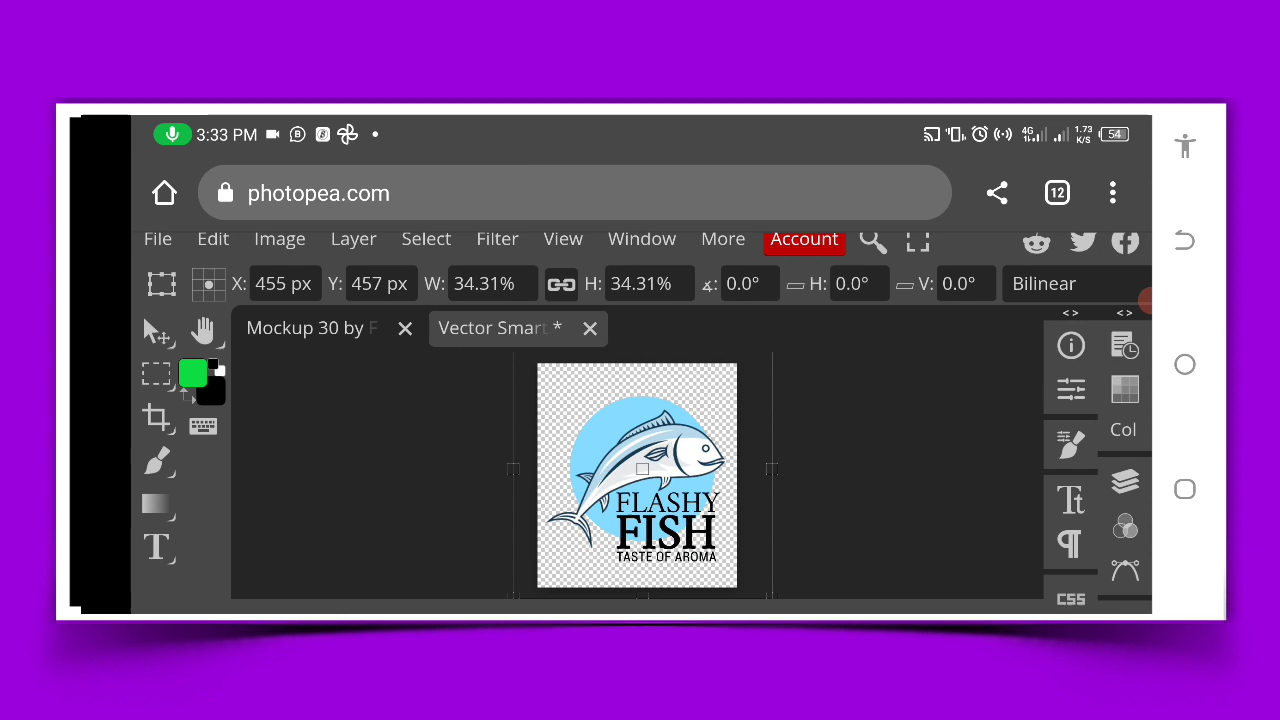 3:33 PM
4G
1.73
K/S
54
photopea.com
12
File Edit Image Layer Select Filter View Window More Account
X: 455 px Y: 457 px W: 34.31% H: 34.31% 0.0° H: 0.0° V: 0.0° Bilinear
Mockup 30 by F
Vector Smart *
Col
FLASHY
FISH
TASTE OF AROMA
T
Tt
CSS